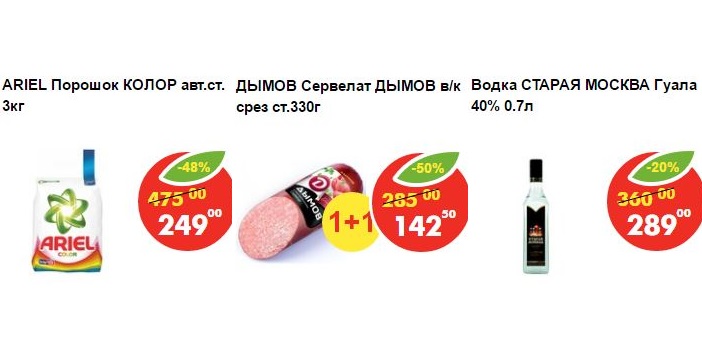 ARIEL Порошок КОЛОР авт.ст.
3кг
ДЫМОВ Сервелат ДЫМОВ в/к
срез ст.330г
Водка СТАРАЯ МОСКВА Гуала
40% 0.7л
ARIEL
COLOR
-48%
475 00
249 00
ДЫМОВ
1+1
-50%
285 00
142 50
-20%
360 00
289 00